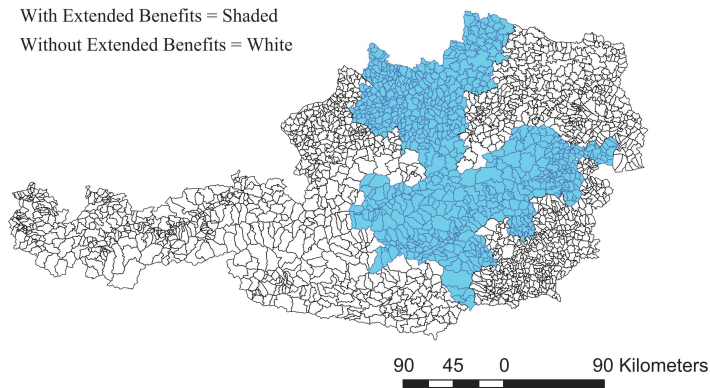 With Extended Benefits = Shaded
Without Extended Benefits = White
90 45 0 90 Kilometers